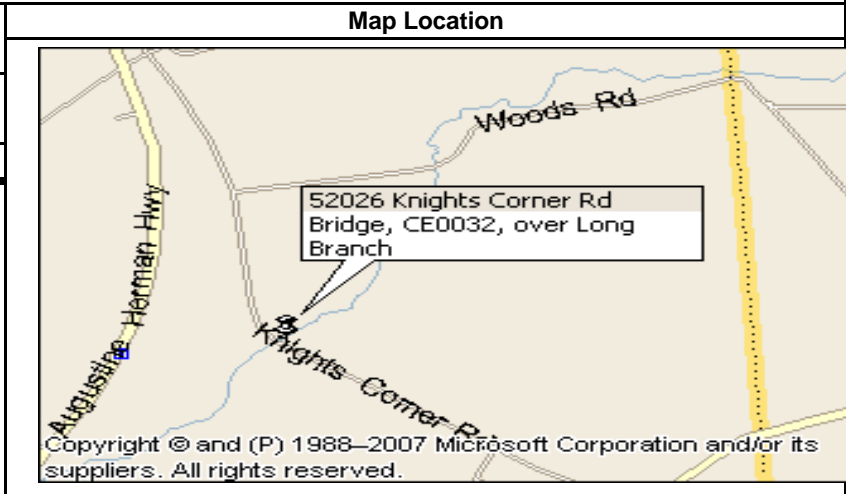 Map Location
Woods Rd
52026 Knights Corner Rd
Bridge, CE0032, over Long
Branch
Augustine Herman Hwy
Knights Corner R
Copyright © and (P) 1988–2007 Microsoft Corporation and/or its
suppliers. All rights reserved.